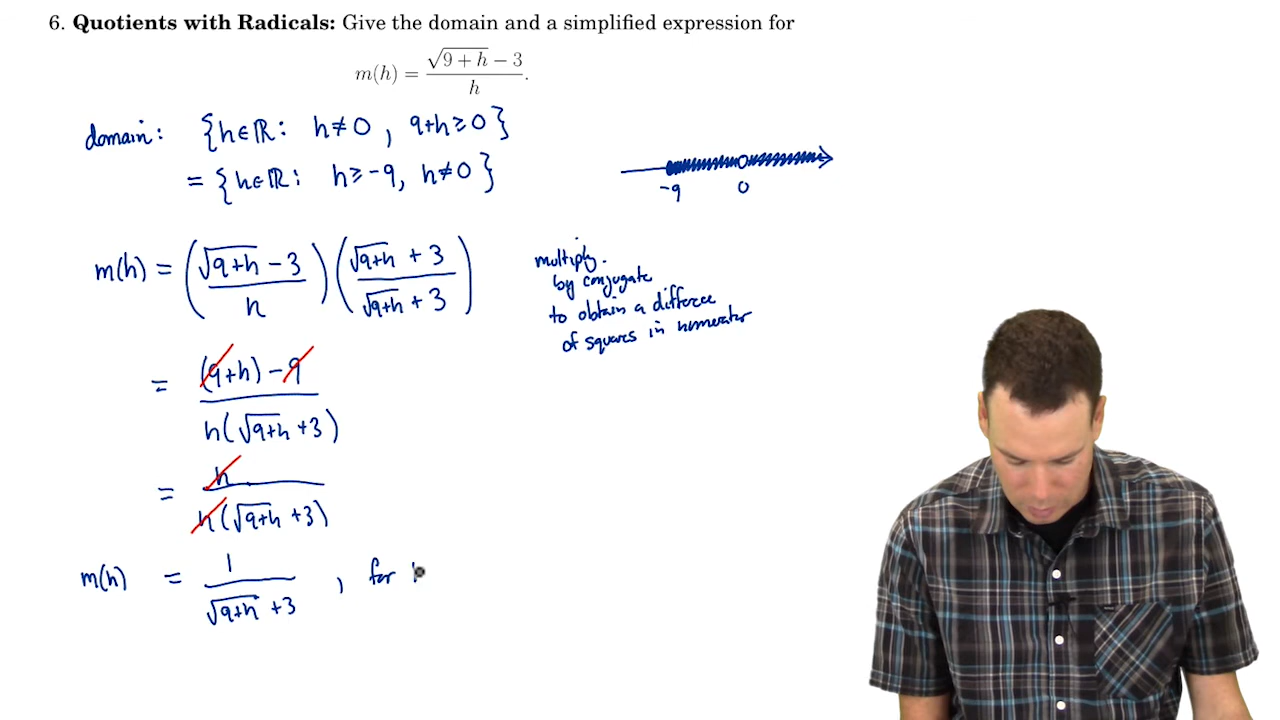 6. Quotients with Radicals: Give the domain and a simplified expression for
m(h) = (√(9 + h) − 3) / h.
domain: {h∈ℝ: h≠0, 9+h≥0}
= {h∈ℝ: h≥-9, h≠0}
-9 0
m(h) = ((√(9+h) - 3) / h) ((√(9+h) + 3) / (√(9+h) + 3))
multiply
by conjugate
to obtain a difference
of squares in numerator
= ((9+h) - 9) / (h(√(9+h) + 3))
= h / (h(√(9+h) + 3))
m(h) = 1 / (√(9+h) + 3), for